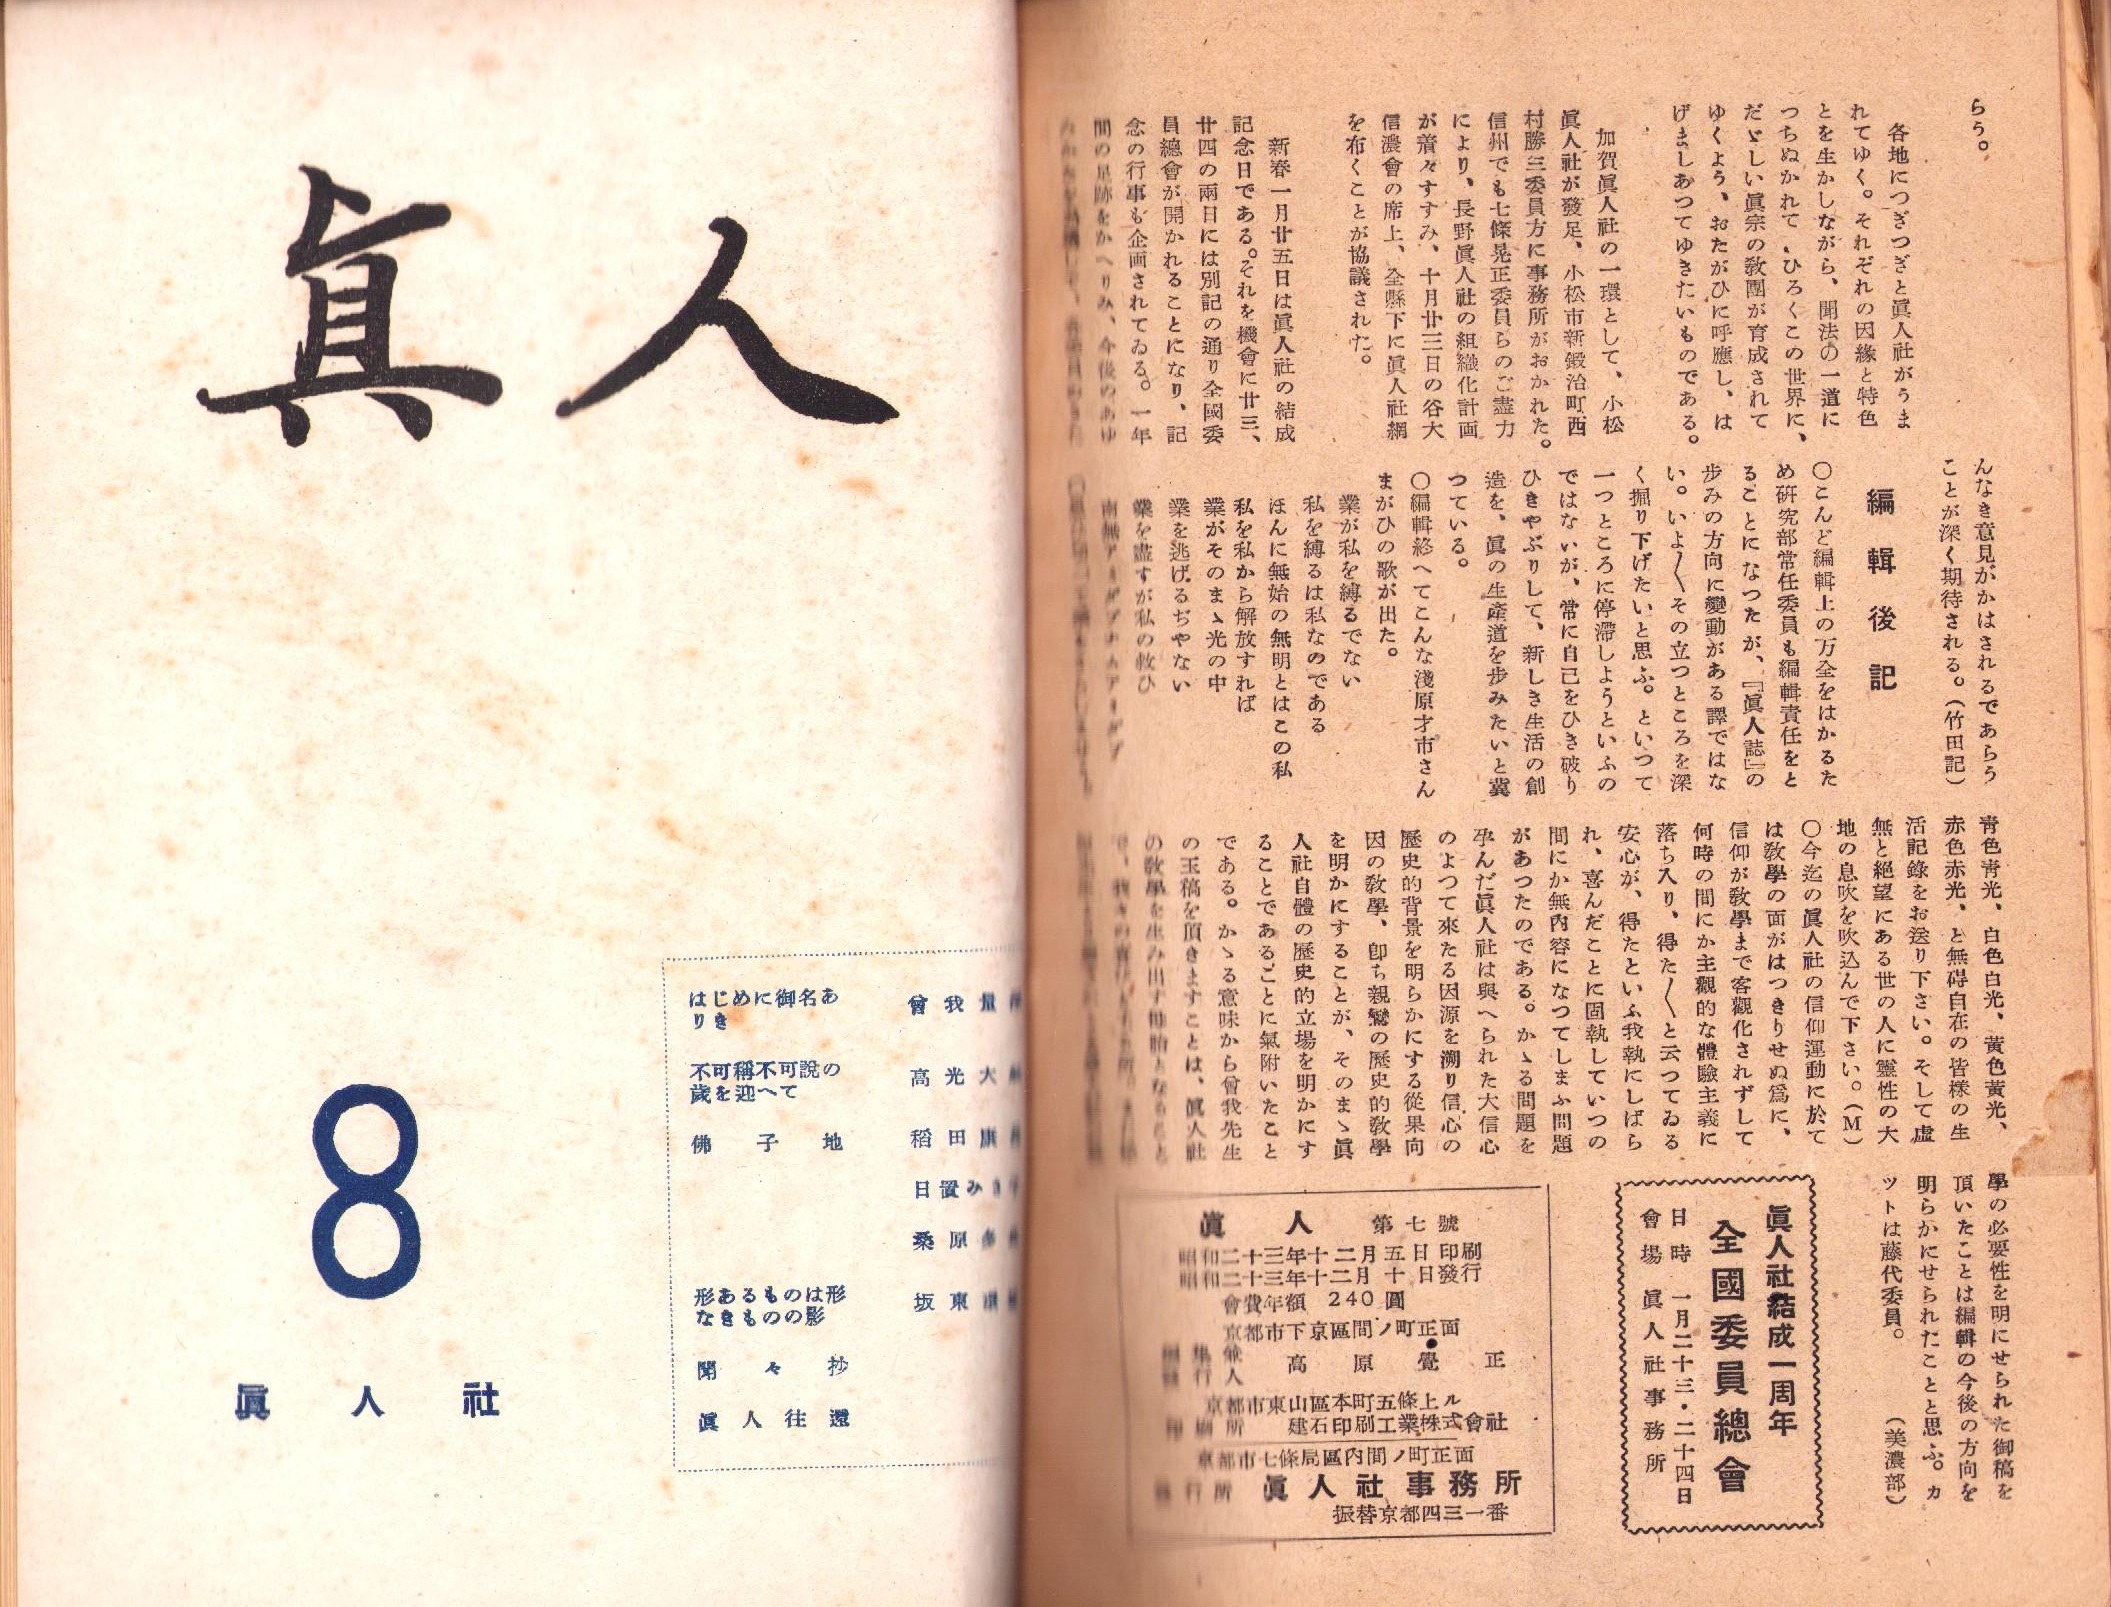 らう。
各地につぎつぎと眞人社がうま
れてゆく。それぞれの因緣と特色
とを生かしながら、聞法の一道に
つちぬかれて、ひろくこの世界に、
だゞしい眞宗の敎團が育成されて
ゆくよう、おたがひに呼應し、は
げましあつてゆきたいものである。
加賀眞人社の一環として、小松
眞人社が發足、小松市新鍛治町西
村勝三委員方に事務所がおかれた。
信州でも七條晃正委員らのご盡力
により、長野眞人社の組織化計画
が着々すすみ、十月廿三日の谷大
信濃會の席上、全縣下に眞人社網
を布くことが協議された。
新春一月廿五日は眞人社の結成
記念日である。それを機會に廿三、
廿四の兩日には別記の通り全國委
員總會が開かれることになり、記
念の行事も企画されてゐる。一年
間の足跡をかへりみ、今後のあゆ
んなき意見がかはされるであらう
ことが深く期待される。（竹田記）
編輯後記
〇こんど編輯上の万全をはかるた
め硏究部常任委員も編輯責任をと
ることになつたが、『眞人誌』の
步みの方向に變動がある譯ではな
い。いよ〱その立つところを深
く掘り下げたいと思ふ。といつて
一つところに停滯しようといふの
ではないが、常に自己をひき破り
ひきやぶりして、新しき生活の創
造を、眞の生產道を步みたいと冀
つている。
〇編輯終へてこんな淺原才市さん
まがひの歌が出た。
業が私を縛るでない
私を縛るは私なのである
ほんに無始の無明とはこの私
私を私から解放すれば
業がそのまゝ光の中
業を逃げるぢやない
業を盡すが私の救ひ
靑色靑光、白色白光、黃色黃光、
赤色赤光、と無碍自在の皆樣の生
活記錄をお送り下さい。そして虛
無と絕望にある世の人に靈性の大
地の息吹を吹込んで下さい。（M）
〇今迄の眞人社の信仰運動に於て
は敎學の面がはつきりせぬ爲に、
信仰が敎學まで客觀化されずして
何時の間にか主觀的な體驗主義に
落ち入り、得た〱と云つてゐる
安心が、得たといふ我執にしばら
れ、喜んだことに固執していつの
間にか無內容になつてしまふ問題
があつたのである。かゝる問題を
孕んだ眞人社は與へられた大信心
のよつて來たる因源を溯り信心の
歷史的背景を明らかにする從果向
因の敎學、卽ち親鸞の歷史的敎學
を明かにすることが、そのまゝ眞
人社自體の歷史的立場を明かにす
ることであることに氣附いたこと
である。かゝる意味から曾我先生
の玉稿を頂きますことは、眞人社
の敎學を生み出す母胎となること
學の必要性を明にせられた御稿を
頂いたことは編輯の今後の方向を
明らかにせられたことと思ふ。カ
ツトは藤代委員。（美濃部）
眞人社結成一周年
全國委員總會
日時 一月二十三・二十四日
會場 眞人社事務所
眞人 第七號
昭和二十三年十二月五日印刷
昭和二十三年十二月十日發行
會費年額 240圓
京都市下京區間ノ町正面
高原覺正
京都市東山區本町五條上ル
印刷所 建石印刷工業株式會社
京都市七條局區內間ノ町正面
發行所 眞人社事務所
振替京都四三一番
眞人
8
眞人社
はじめに御名あ
りき
曾我量
不可稱不可說の
歲を迎へて
高光大
佛子地
稻田
日置み
桑原
形あるものは形
なきものの影
坂東
聞々抄
眞人往還